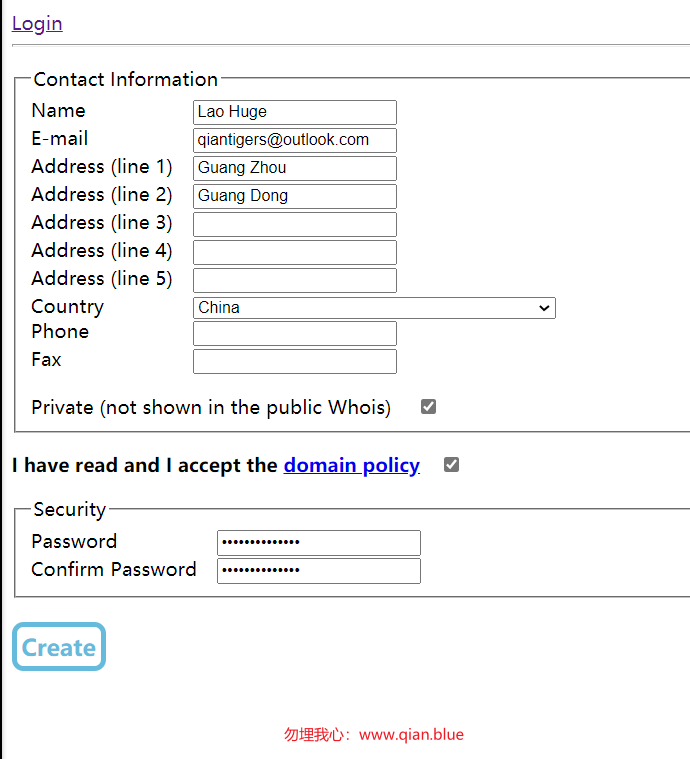 Login
Contact Information
Name Lao Huge
E-mail qiantigers@outlook.com
Address (line 1) Guang Zhou
Address (line 2) Guang Dong
Address (line 3)
Address (line 4)
Address (line 5)
Country China
Phone
Fax
Private (not shown in the public Whois)
I have read and I accept the domain policy
Security
Password ••••••••••••••
Confirm Password ••••••••••••••
Create
勿埋我心：www.qian.blue